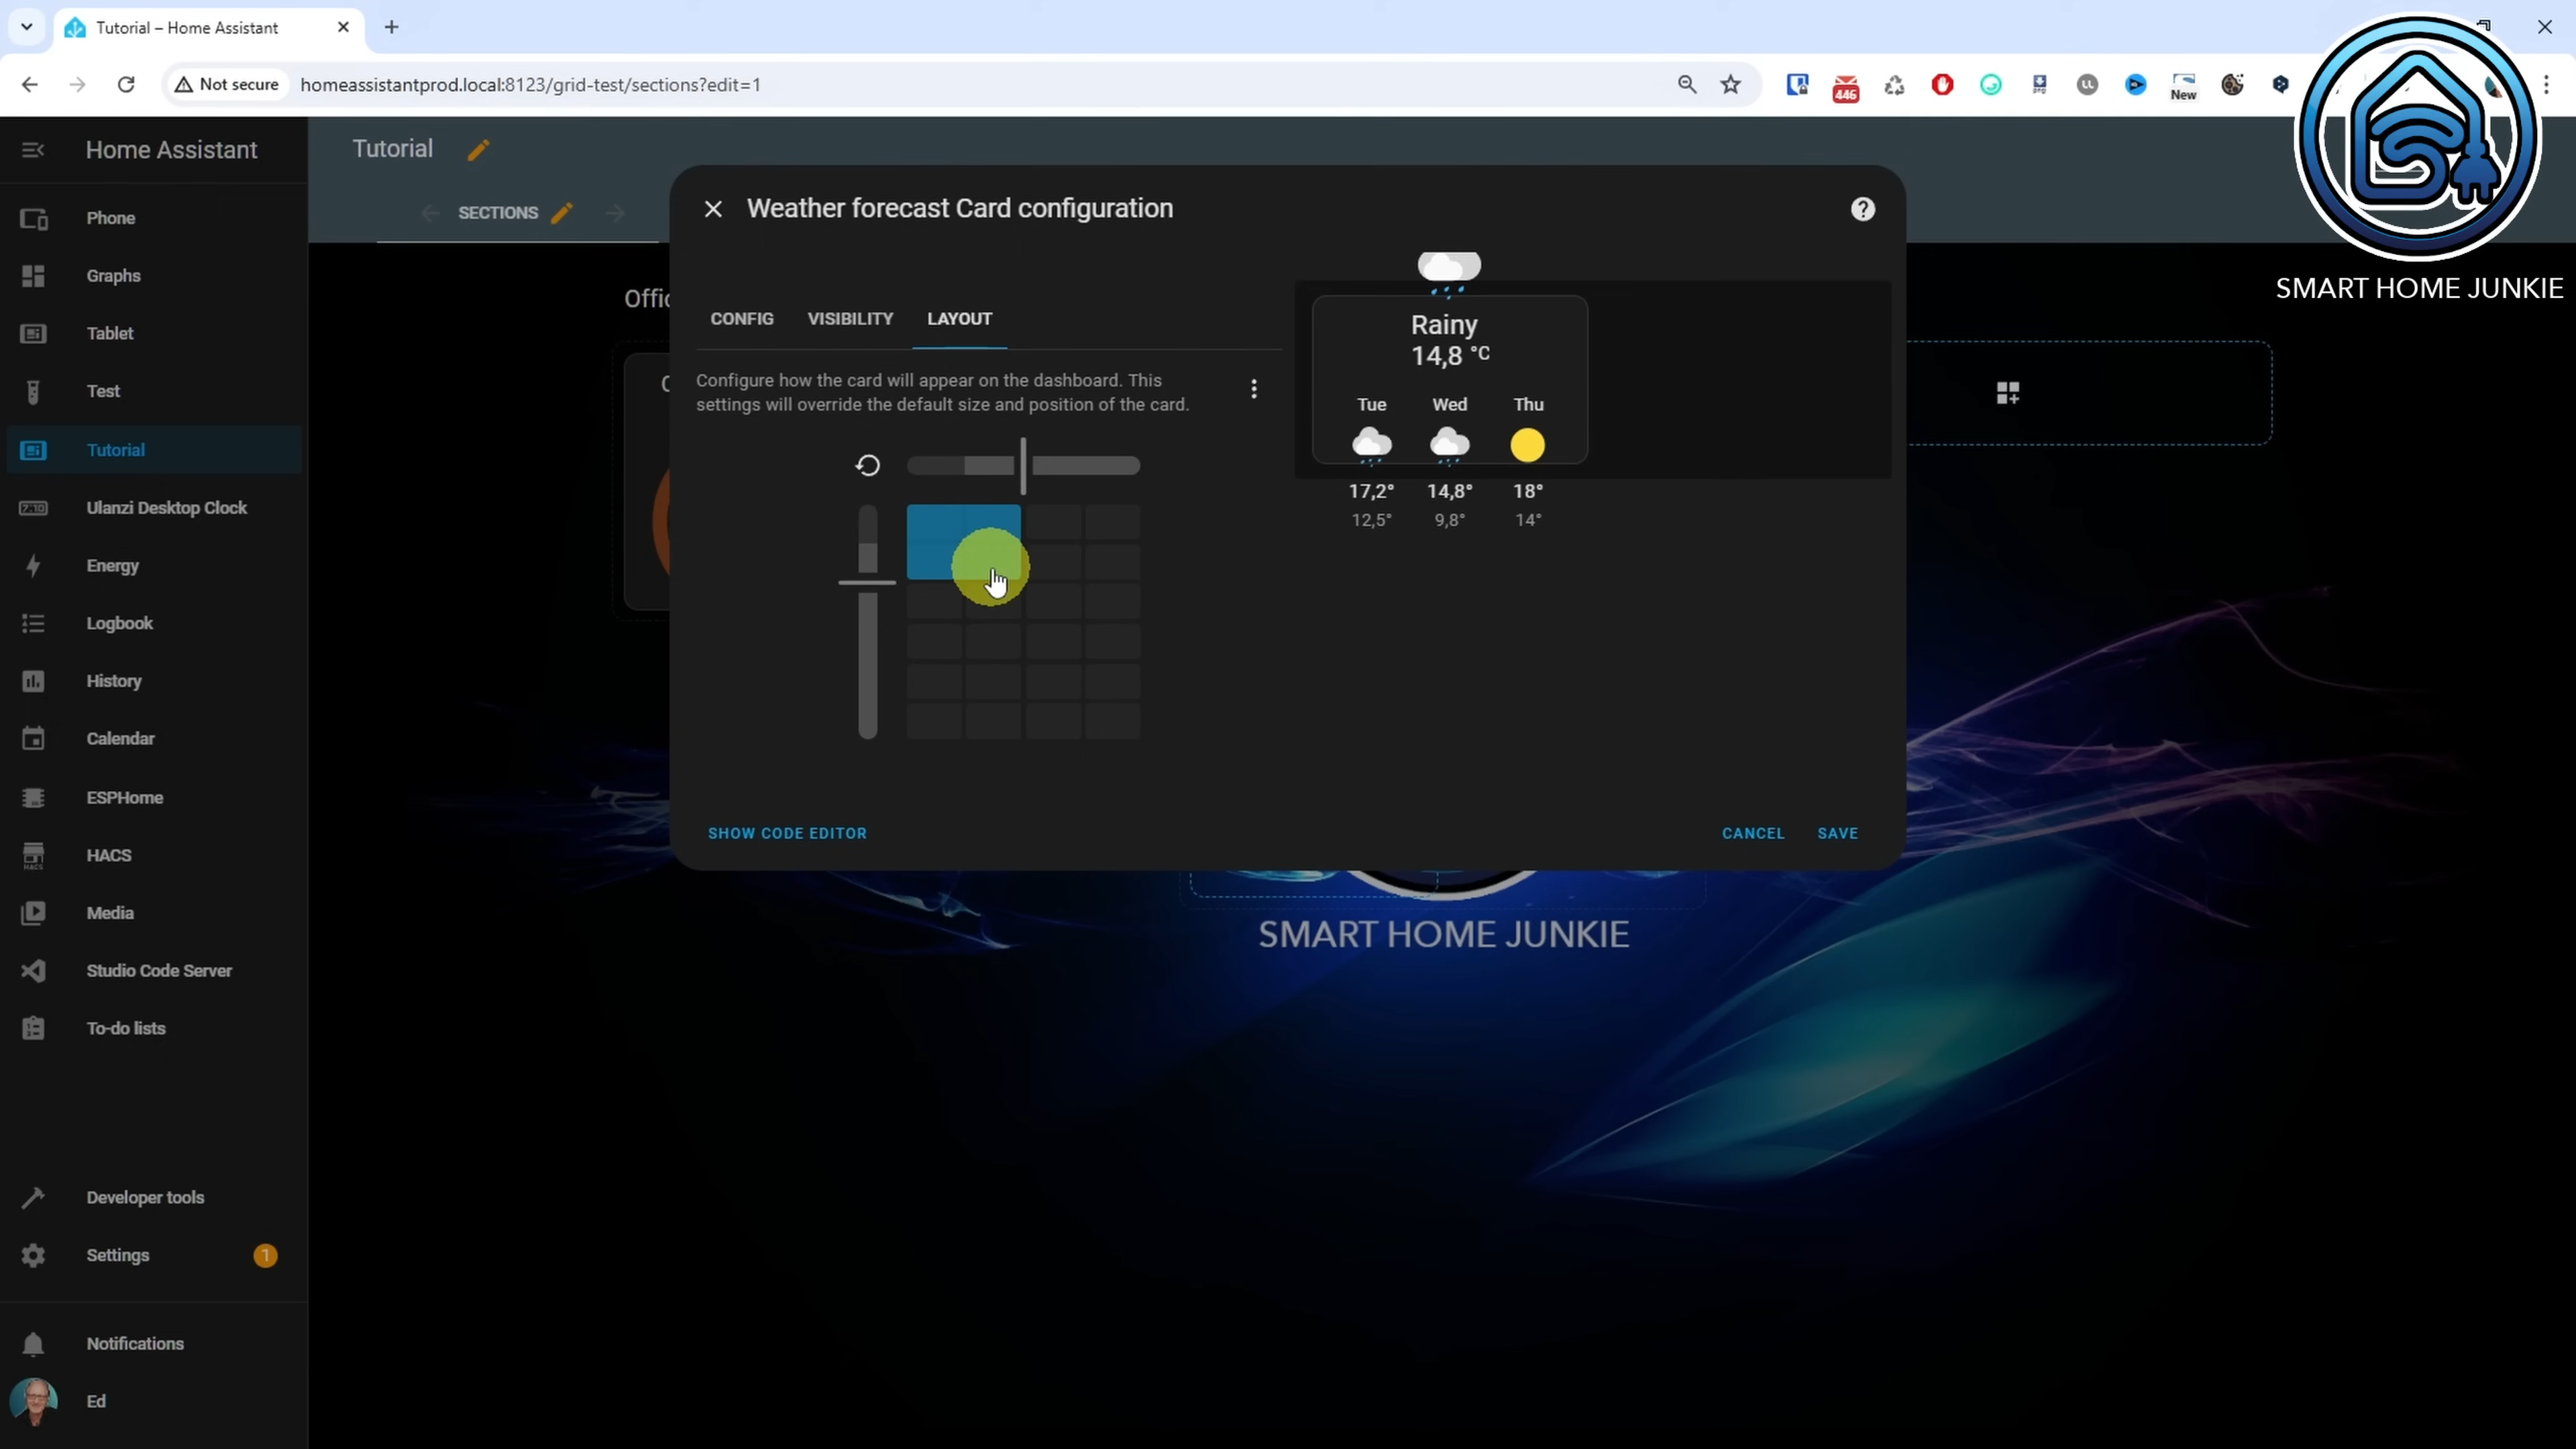 Tutorial – Home Assistant
Not secure
homeassistantprod.local:8123/grid-test/sections?edit=1
446
New
Home Assistant
Tutorial
SECTIONS
Phone
Graphs
Tablet
Test
Tutorial
Ulanzi Desktop Clock
Energy
Logbook
History
Calendar
ESPHome
HACS
HACS
Media
Studio Code Server
To-do lists
Developer tools
Settings
1
Notifications
Ed
Weather forecast Card configuration
CONFIG VISIBILITY LAYOUT
Configure how the card will appear on the dashboard. This
settings will override the default size and position of the card.
Rainy
14,8 °C
Tue Wed Thu
17,2° 14,8° 18°
12,5° 9,8° 14°
SHOW CODE EDITOR
CANCEL SAVE
SMART HOME JUNKIE
SMART HOME JUNKIE